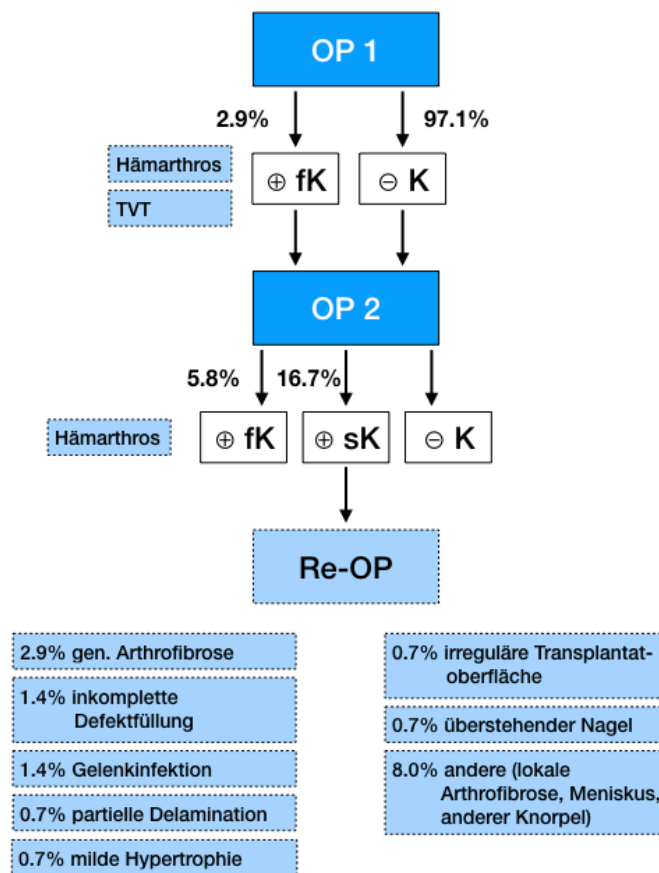 OP 1
2.9% 97.1%
Hämarthros
⊕ fK ⊖ K
TVT
OP 2
5.8% 16.7%
Hämarthros
⊕ fK ⊕ sK ⊖ K
Re-OP
2.9% gen. Arthrofibrose
1.4% inkomplette
Defektfüllung
1.4% Gelenkinfektion
0.7% partielle Delamination
0.7% milde Hypertrophie
0.7% irreguläre Transplantat-
oberfläche
0.7% überstehender Nagel
8.0% andere (lokale
Arthrofibrose, Meniskus,
anderer Knorpel)